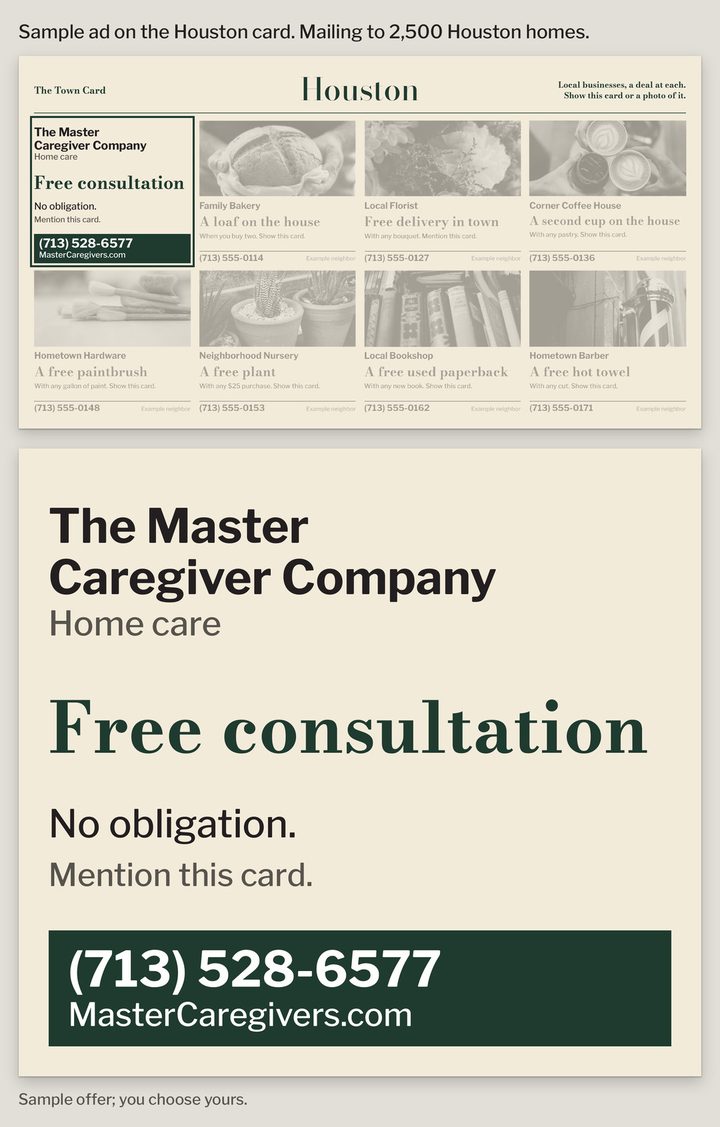 Sample ad on the Houston card. Mailing to 2,500 Houston homes.
The Town Card
Houston
Local businesses, a deal at each.
Show this card or a photo of it.
The Master
Caregiver Company
Home care
Free consultation
No obligation.
Mention this card.
(713) 528-6577
MasterCaregivers.com
Family Bakery
A loaf on the house
When you buy two. Show this card.
(713) 555-0114
Example neighbor
Local Florist
Free delivery in town
With any bouquet. Mention this card.
(713) 555-0127
Example neighbor
Corner Coffee House
A second cup on the house
With any pastry. Show this card.
(713) 555-0136
Example neighbor
Hometown Hardware
A free paintbrush
With any gallon of paint. Show this card.
(713) 555-0148
Example neighbor
Neighborhood Nursery
A free plant
With any $25 purchase. Show this card.
(713) 555-0153
Example neighbor
Local Bookshop
A free used paperback
With any new book. Show this card.
(713) 555-0162
Example neighbor
Hometown Barber
A free hot towel
With any cut. Show this card.
(713) 555-0171
Example neighbor
The Master
Caregiver Company
Home care
Free consultation
No obligation.
Mention this card.
(713) 528-6577
MasterCaregivers.com
Sample offer; you choose yours.